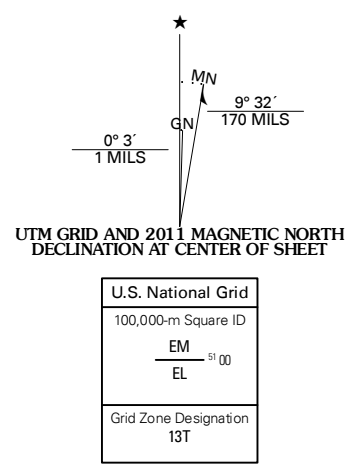 ★
MN
GN
9° 32´
170 MILS
0° 3´
1 MILS
UTM GRID AND 2011 MAGNETIC NORTH
DECLINATION AT CENTER OF SHEET
U.S. National Grid
100,000-m Square ID
EM
51 00
EL
Grid Zone Designation
13T